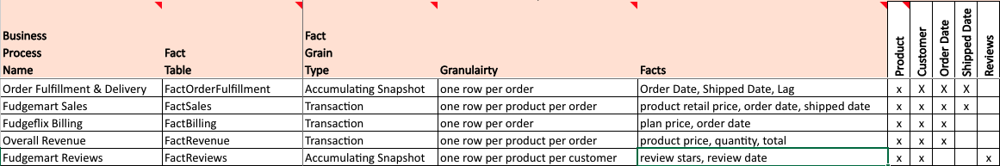 Business
Process
Name
Fact
Table
Fact
Grain
Type
Granulairty
Facts
Product
Customer
Order Date
Shipped Date
Reviews
Order Fulfillment & Delivery FactOrderFulfillment Accumulating Snapshot one row per order Order Date, Shipped Date, Lag x X X X
Fudgemart Sales FactSales Transaction one row per product per order product retail price, order date, shipped date x x x x
Fudgeflix Billing FactBilling Transaction one row per order plan price, order date x x x
Overall Revenue FactRevenue Transaction one row per product per order product price, quantity, total x x x
Fudgemart Reviews FactReviews Accumulating Snapshot one row per product per customer review stars, review date x x x